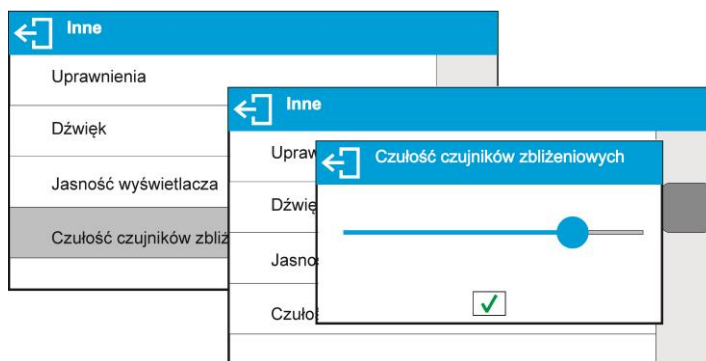 Inne
Uprawnienia
Dźwięk
Jasność wyświetlacza
Czułość czujników zbliż
Inne
Upraw
Dźwię
Jasno
Czuło
Czułość czujników zbliżeniowych